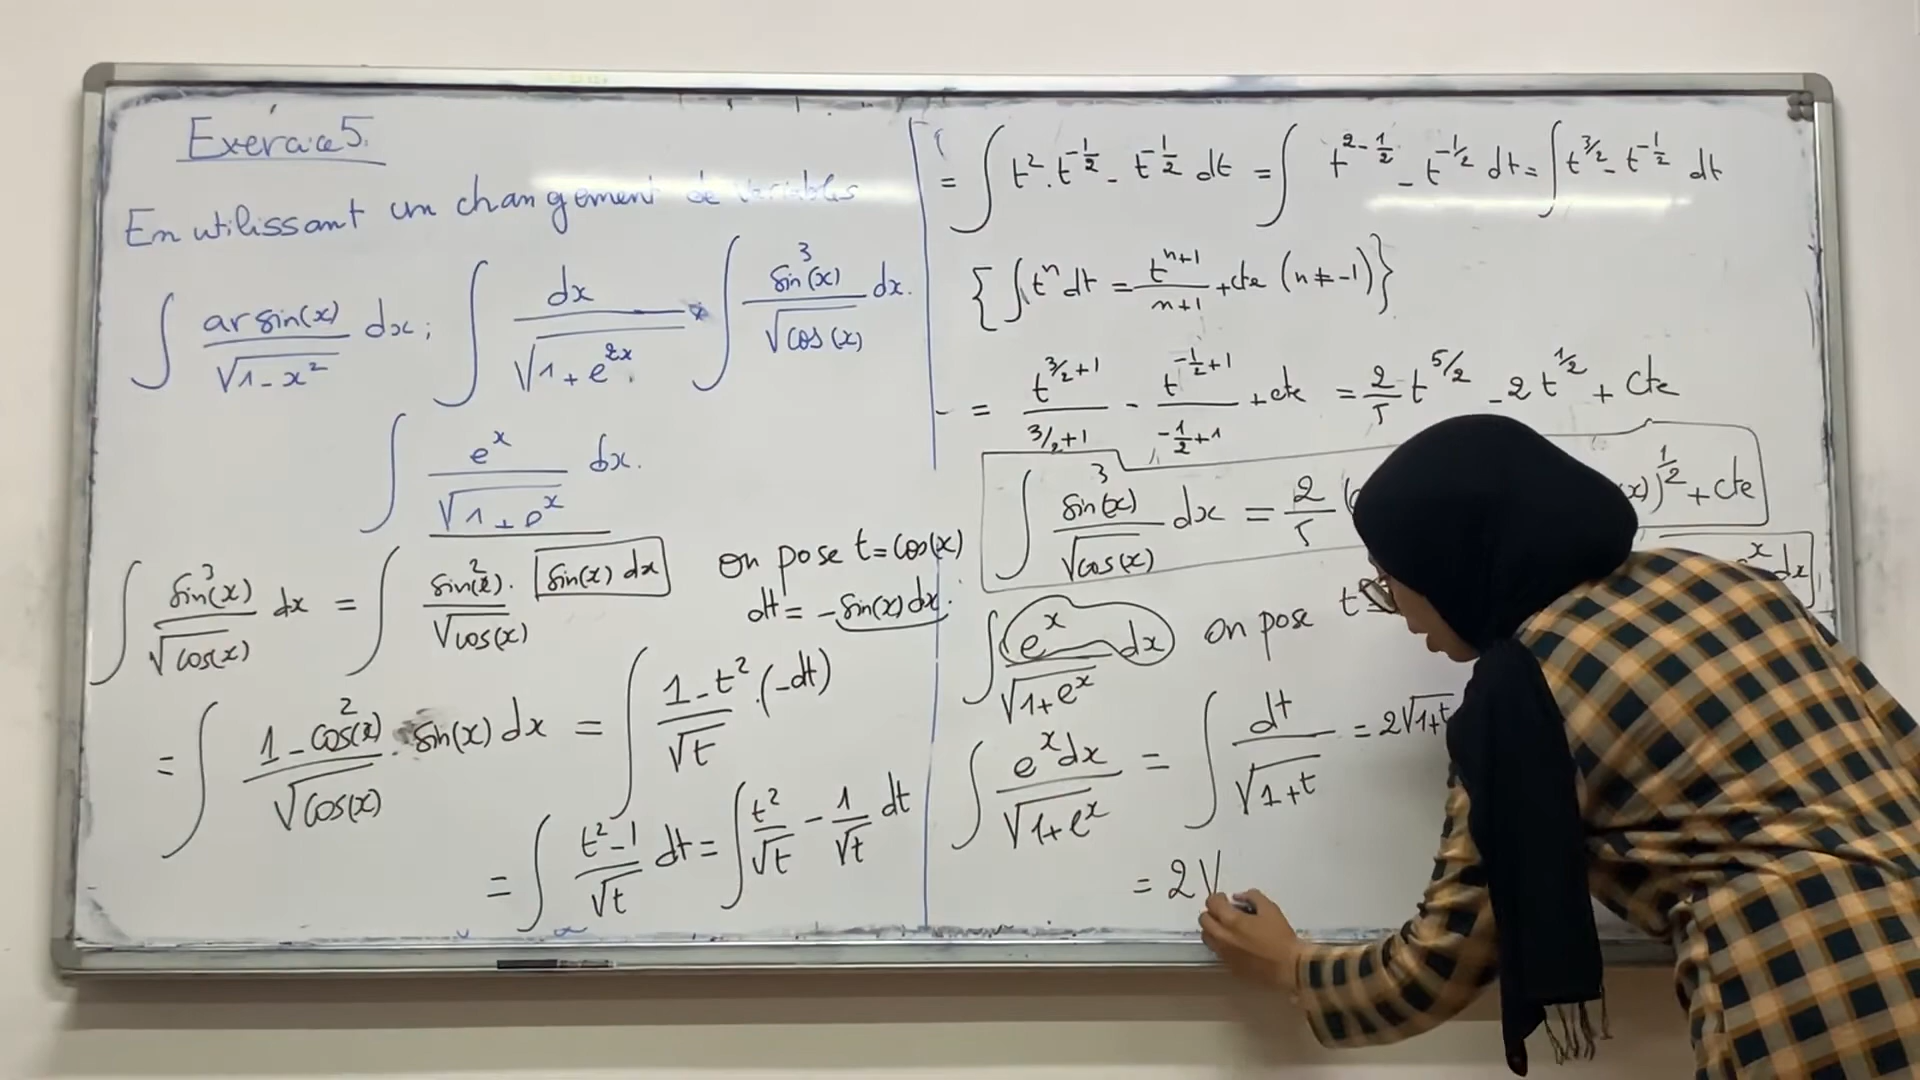 Exercice 5.
En utilissant un changement de variables
∫ arsin(x)/√(1-x²) dx ; ∫ dx/√(1+e^{2x}) ∫ sin³(x)/√cos(x) dx.
∫ e^x/√(1+e^x) dx.
∫ sin³(x)/√cos(x) dx = ∫ sin²(x)/√cos(x) · sin(x) dx on pose t = cos(x)
dt = -sin(x) dx.
= ∫ (1-cos²(x))/√cos(x) · sin(x) dx = ∫ (1-t²)/√t · (-dt)
= ∫ (t²-1)/√t dt = ∫ t²/√t - 1/√t dt
= ∫ t² · t^{-1/2} - t^{-1/2} dt = ∫ t^{2-1/2} - t^{-1/2} dt = ∫ t^{3/2} - t^{-1/2} dt
{ ∫ t^n dt = t^{n+1}/(n+1) + cte (n ≠ -1) }
= t^{3/2+1}/(3/2+1) - t^{-1/2+1}/(-1/2+1) + cte = 2/5 t^{5/2} - 2 t^{1/2} + cte
∫ sin³(x)/√cos(x) dx = 2/5 ( x)^{1/2} + cte
∫ e^x/√(1+e^x) dx on pose t = x dx
∫ e^x dx/√(1+e^x) = ∫ dt/√(1+t) = 2√(1+t)
= 2√